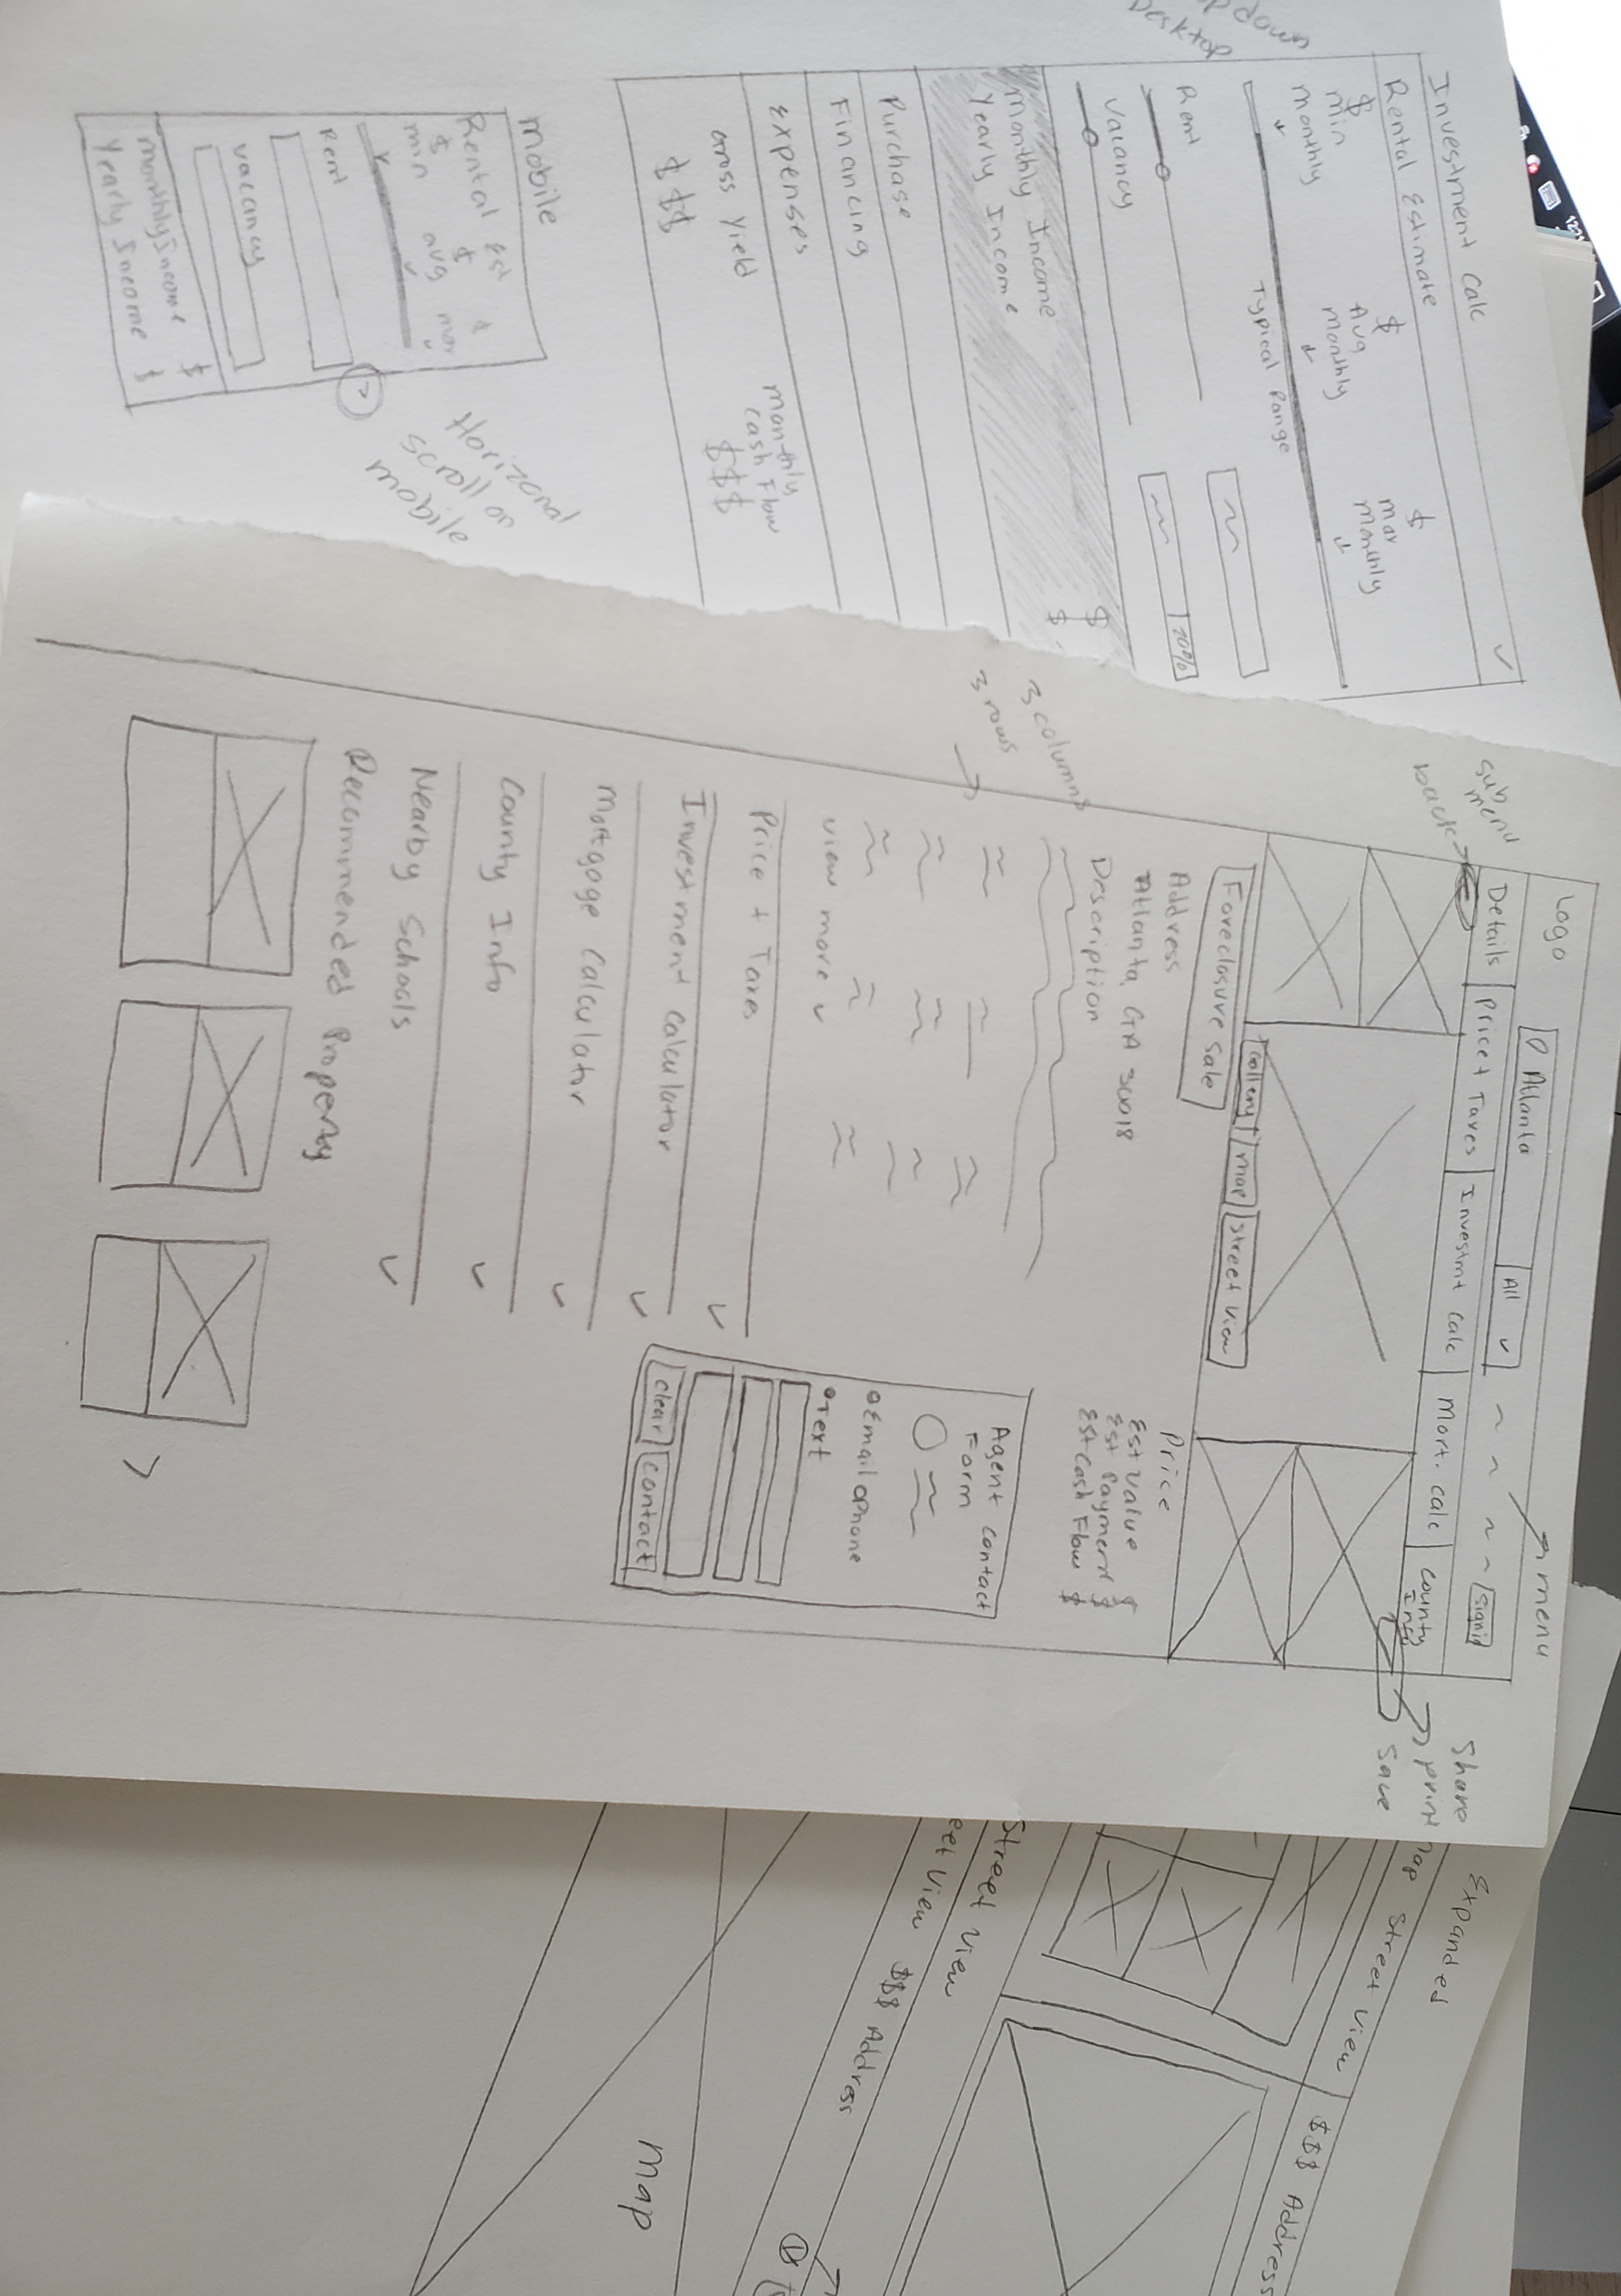 Investment Calc
Rental Estimate
$ $ $
min Avg max
monthly monthly monthly
Typical Range
Rent
Vacancy
20%
Desktop
$
$
Monthly Income
Yearly Income
Purchase
Financing
Expenses
Gross Yield
monthly
cash Flow
$$$
$$$
mobile
Rental Est
$ $ $
min avg max
Rent
vacancy
monthly Income $
Yearly Income $
>
Horizonal
scroll on
mobile
Logo
Atlanta
All
menu
signin
sub
menu
back
Details
Price + Taxes
Investmt Calc
Mort. calc
County
Info
Share
print
save
Gallery
map
street view
Foreclosure sale
Address
Atlanta, GA 30018
Description
3 columns
3 rows
view more
Price
Est Value $
Est Payment $
Est Cash Flow $
Agent contact
Form
Email Phone
Text
clear
contact
Price + Taxes
Investment Calculator
Mortgage Calculator
County Info
Nearby Schools
Recommended Property
>
Expanded
map Street View
$$$ Address
Street View
$$$ Address
map